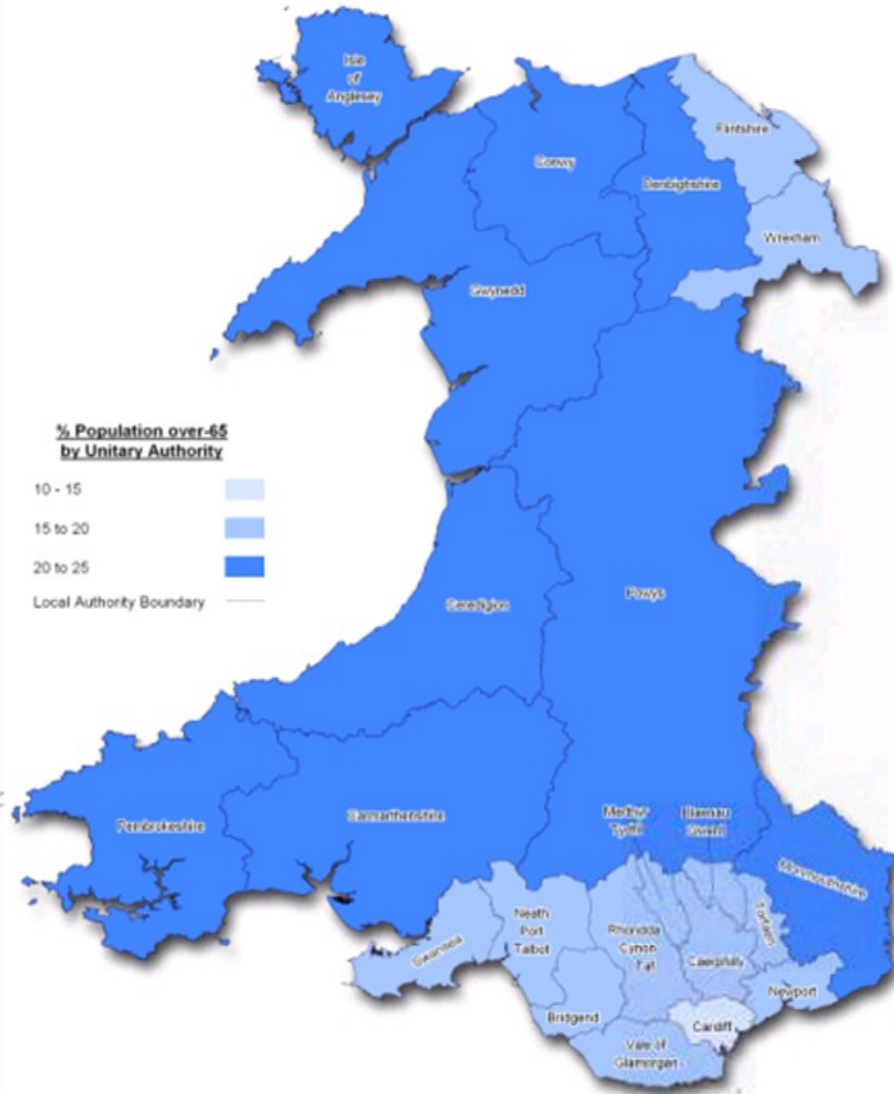 Isle
of
Anglesey
Flintshire
Conwy
Denbighshire
Wrexham
Gwynedd
% Population over-65
by Unitary Authority
10 - 15
15 to 20
20 to 25
Local Authority Boundary
Ceredigion
Powys
Pembrokeshire
Carmarthenshire
Merthyr
Tydfil
Blaenau
Gwent
Monmouthshire
Neath
Port
Talbot
Swansea
Rhondda
Cynon
Taf
Torfaen
Caerphilly
Newport
Bridgend
Cardiff
Vale of
Glamorgan